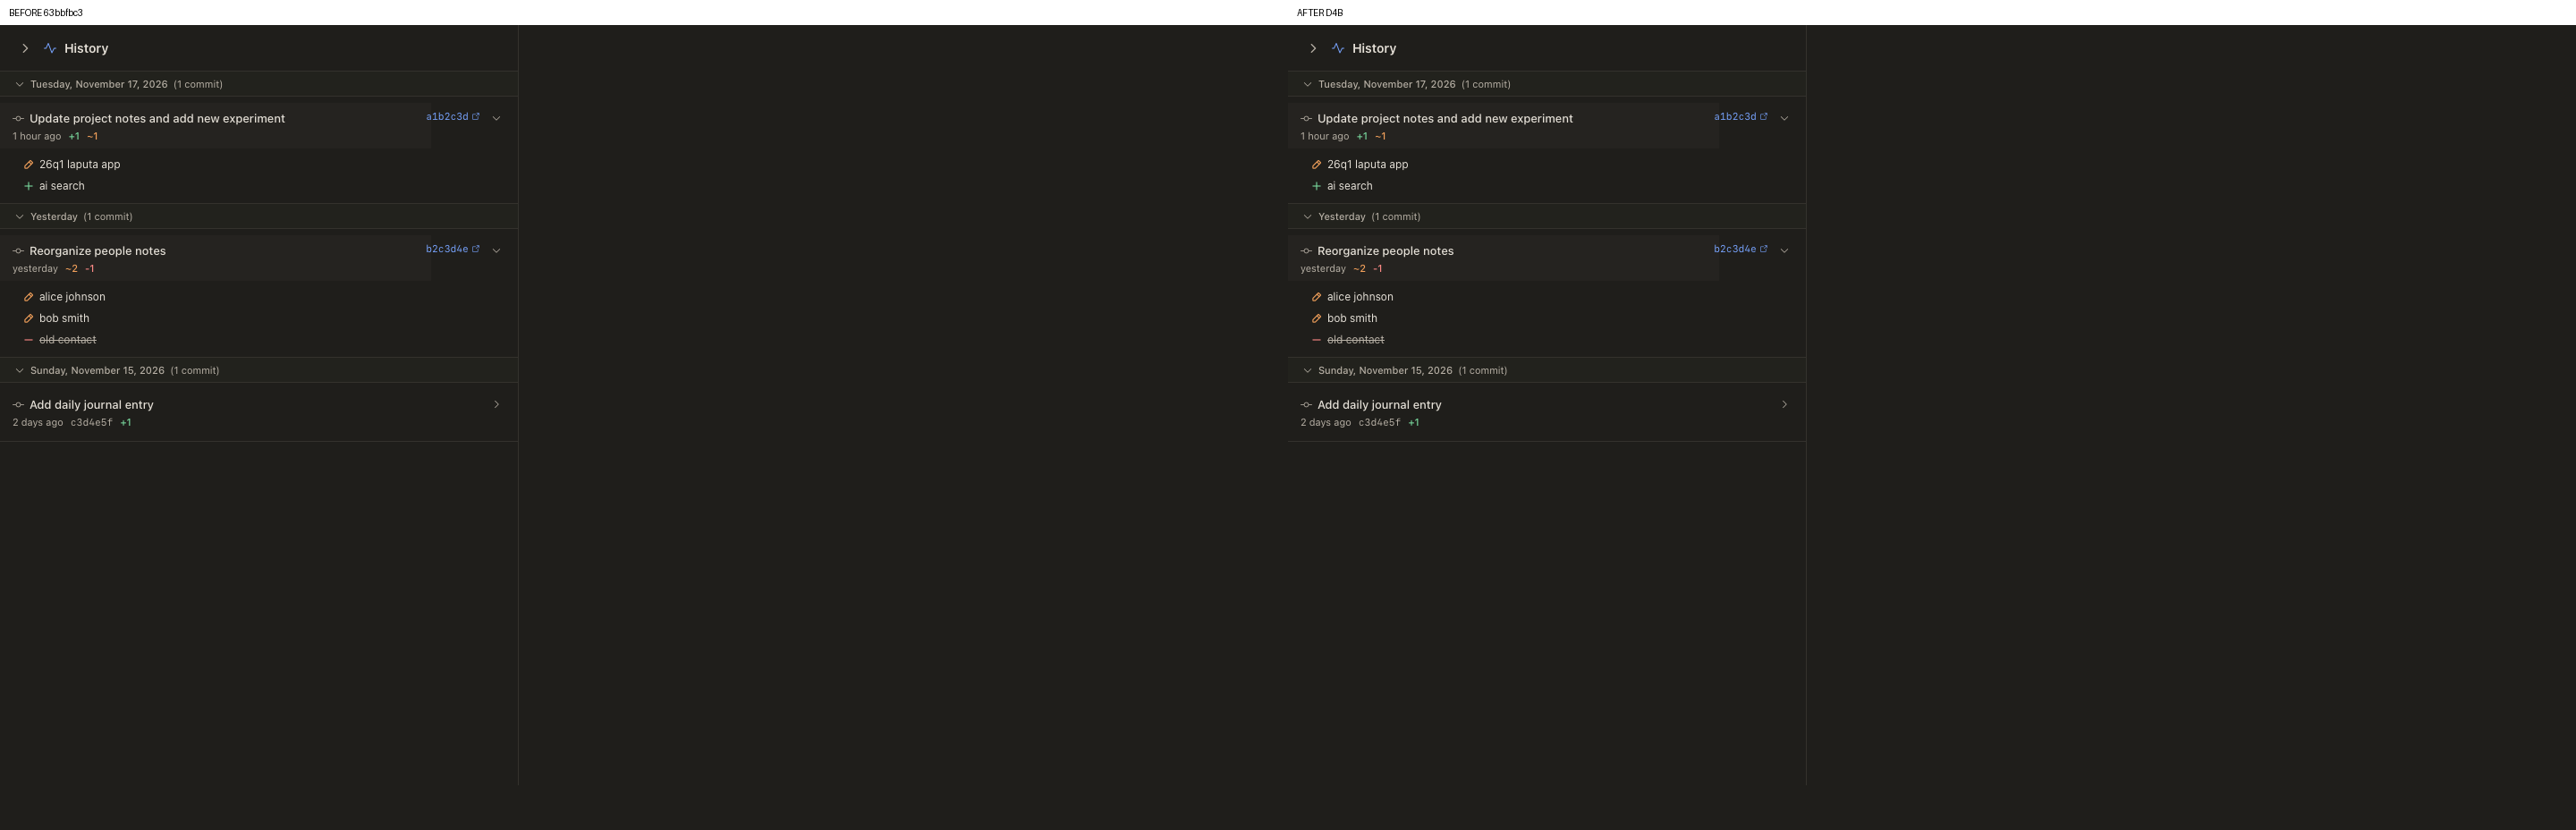 BEFORE 63bbfbc3
History
Tuesday, November 17, 2026 (1 commit)
Update project notes and add new experiment a1b2c3d
1 hour ago +1 ~1
26q1 laputa app
ai search
Yesterday (1 commit)
Reorganize people notes b2c3d4e
yesterday ~2 -1
alice johnson
bob smith
old contact
Sunday, November 15, 2026 (1 commit)
Add daily journal entry
2 days ago c3d4e5f +1
AFTER D4B
History
Tuesday, November 17, 2026 (1 commit)
Update project notes and add new experiment a1b2c3d
1 hour ago +1 ~1
26q1 laputa app
ai search
Yesterday (1 commit)
Reorganize people notes b2c3d4e
yesterday ~2 -1
alice johnson
bob smith
old contact
Sunday, November 15, 2026 (1 commit)
Add daily journal entry
2 days ago c3d4e5f +1